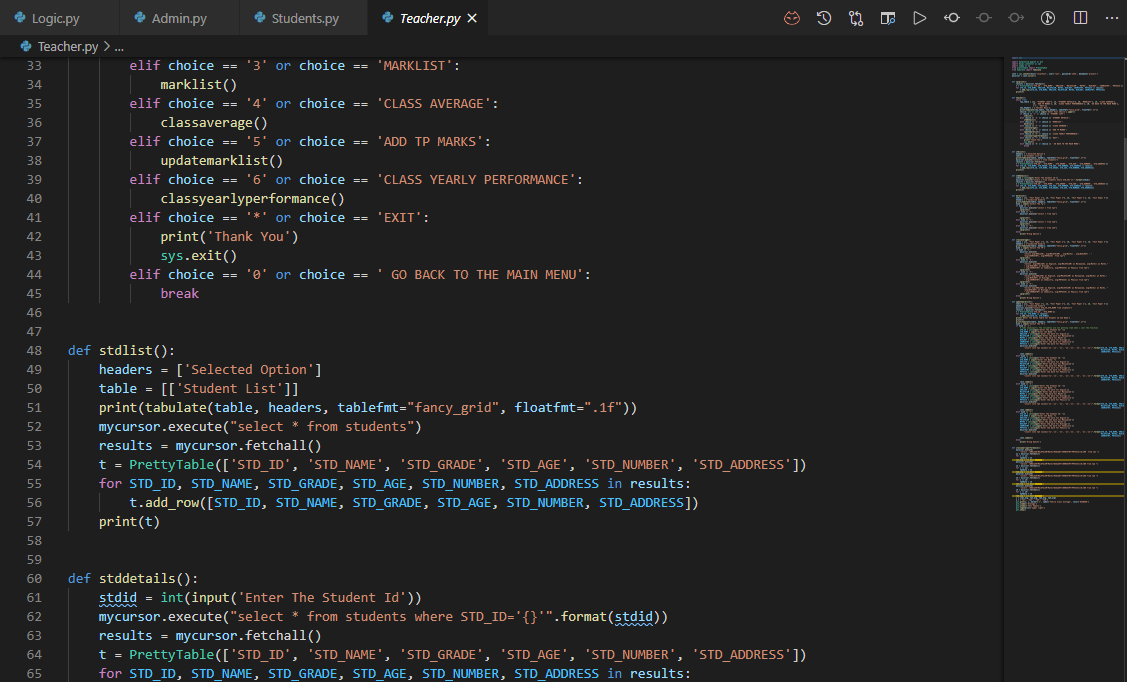 Logic.py Admin.py Students.py Teacher.py
Teacher.py > ...
33 elif choice == '3' or choice == 'MARKLIST':
34 marklist()
35 elif choice == '4' or choice == 'CLASS AVERAGE':
36 classaverage()
37 elif choice == '5' or choice == 'ADD TP MARKS':
38 updatemarklist()
39 elif choice == '6' or choice == 'CLASS YEARLY PERFORMANCE':
40 classyearlyperformance()
41 elif choice == '*' or choice == 'EXIT':
42 print('Thank You')
43 sys.exit()
44 elif choice == '0' or choice == ' GO BACK TO THE MAIN MENU':
45 break
46
47
48 def stdlist():
49 headers = ['Selected Option']
50 table = [['Student List']]
51 print(tabulate(table, headers, tablefmt="fancy_grid", floatfmt=".1f"))
52 mycursor.execute("select * from students")
53 results = mycursor.fetchall()
54 t = PrettyTable(['STD_ID', 'STD_NAME', 'STD_GRADE', 'STD_AGE', 'STD_NUMBER', 'STD_ADDRESS'])
55 for STD_ID, STD_NAME, STD_GRADE, STD_AGE, STD_NUMBER, STD_ADDRESS in results:
56 t.add_row([STD_ID, STD_NAME, STD_GRADE, STD_AGE, STD_NUMBER, STD_ADDRESS])
57 print(t)
58
59
60 def stddetails():
61 stdid = int(input('Enter The Student Id'))
62 mycursor.execute("select * from students where STD_ID='{}'".format(stdid))
63 results = mycursor.fetchall()
64 t = PrettyTable(['STD_ID', 'STD_NAME', 'STD_GRADE', 'STD_AGE', 'STD_NUMBER', 'STD_ADDRESS'])
65 for STD_ID, STD_NAME, STD_GRADE, STD_AGE, STD_NUMBER, STD_ADDRESS in results: